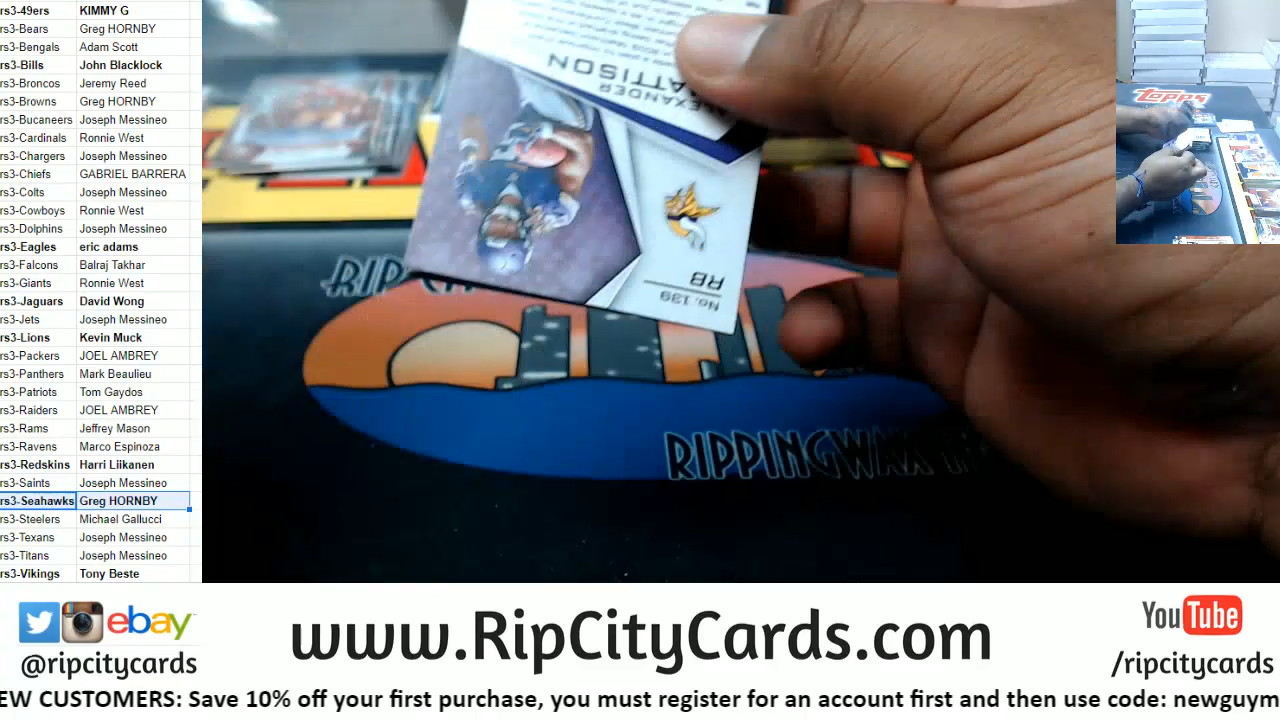 rs3-49ers KIMMY G
rs3-Bears Greg HORNBY
rs3-Bengals Adam Scott
rs3-Bills John Blacklock
rs3-Broncos Jeremy Reed
rs3-Browns Greg HORNBY
rs3-Bucaneers Joseph Messineo
rs3-Cardinals Ronnie West
rs3-Chargers Joseph Messineo
rs3-Chiefs GABRIEL BARRERA
rs3-Colts Joseph Messineo
rs3-Cowboys Ronnie West
rs3-Dolphins Joseph Messineo
rs3-Eagles eric adams
rs3-Falcons Balraj Takhar
rs3-Giants Ronnie West
rs3-Jaguars David Wong
rs3-Jets Joseph Messineo
rs3-Lions Kevin Muck
rs3-Packers JOEL AMBREY
rs3-Panthers Mark Beaulieu
rs3-Patriots Tom Gaydos
rs3-Raiders JOEL AMBREY
rs3-Rams Jeffrey Mason
rs3-Ravens Marco Espinoza
rs3-Redskins Harri Liikanen
rs3-Saints Joseph Messineo
rs3-Seahawks Greg HORNBY
rs3-Steelers Michael Gallucci
rs3-Texans Joseph Messineo
rs3-Titans Joseph Messineo
rs3-Vikings Tony Beste
No. 139
RB
ATTISON
RIP
RIPPINGWAX
Topps
ebay
@ripcitycards
www.RipCityCards.com
YouTube
/ripcitycards
EW CUSTOMERS: Save 10% off your first purchase, you must register for an account first and then use code: newguym